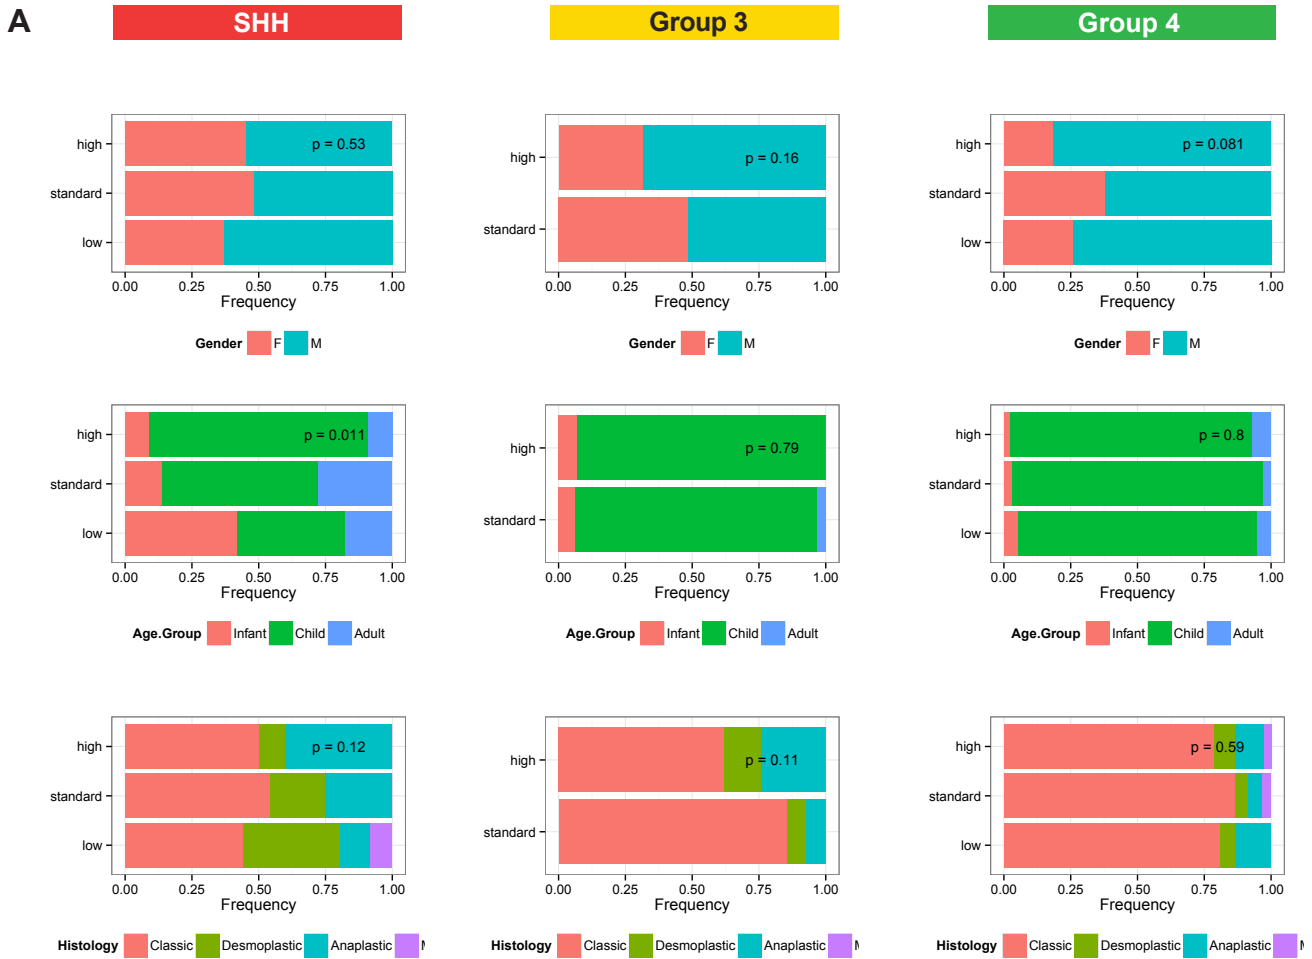 A
SHH
Group 3
Group 4
high
standard
low
p = 0.53
0.00 0.25 0.50 0.75 1.00
Frequency
Gender F M
high
standard
p = 0.16
0.00 0.25 0.50 0.75 1.00
Frequency
Gender F M
high
standard
low
p = 0.081
0.00 0.25 0.50 0.75 1.00
Frequency
Gender F M
high
standard
low
p = 0.011
0.00 0.25 0.50 0.75 1.00
Frequency
Age.Group Infant Child Adult
high
standard
p = 0.79
0.00 0.25 0.50 0.75 1.00
Frequency
Age.Group Infant Child Adult
high
standard
low
p = 0.8
0.00 0.25 0.50 0.75 1.00
Frequency
Age.Group Infant Child Adult
high
standard
low
p = 0.12
0.00 0.25 0.50 0.75 1.00
Frequency
Histology Classic Desmoplastic Anaplastic
high
standard
p = 0.11
0.00 0.25 0.50 0.75 1.00
Frequency
Histology Classic Desmoplastic Anaplastic
high
standard
low
p = 0.59
0.00 0.25 0.50 0.75 1.00
Frequency
Histology Classic Desmoplastic Anaplastic